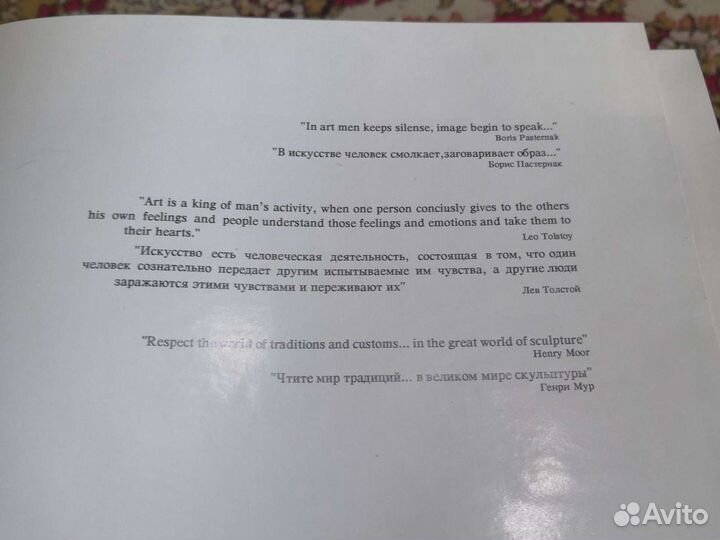 "In art men keeps silense, image begin to speak..."
Boris Pasternak
"В искусстве человек смолкает,заговаривает образ..."
Борис Пастернак
"Art is a king of man's activity, when one person conciusly gives to the others
his own feelings and people understand those feelings and emotions and take them to
their hearts."
Leo Tolstoy
"Искусство есть человеческая деятельность, состоящая в том, что один
человек сознательно передает другим испытываемые им чувства, а другие люди
заражаются этими чувствами и переживают их"
Лев Толстой
"Respect the world of traditions and customs... in the great world of sculpture"
Henry Moor
"Чтите мир традиций... в великом мире скульптуры"
Генри Мур
Avito